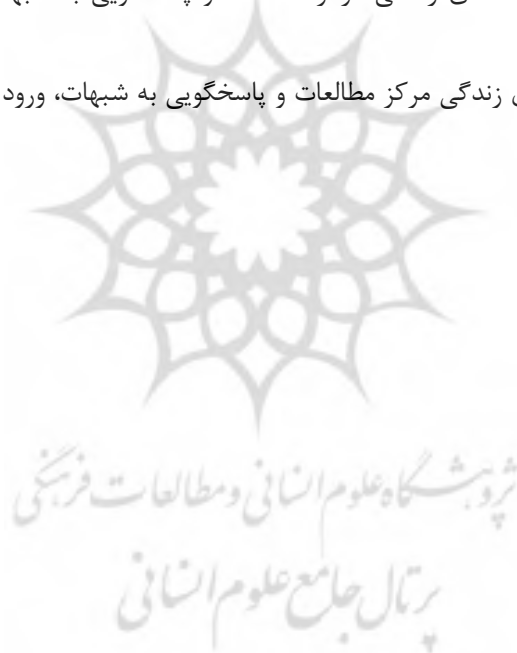 زندگی مرکز مطالعات و پاسخگویی به شبهات، ورود
پژوهشگاه علوم انسانی و مطالعات فرهنگی
پرتال جامع علوم انسانی